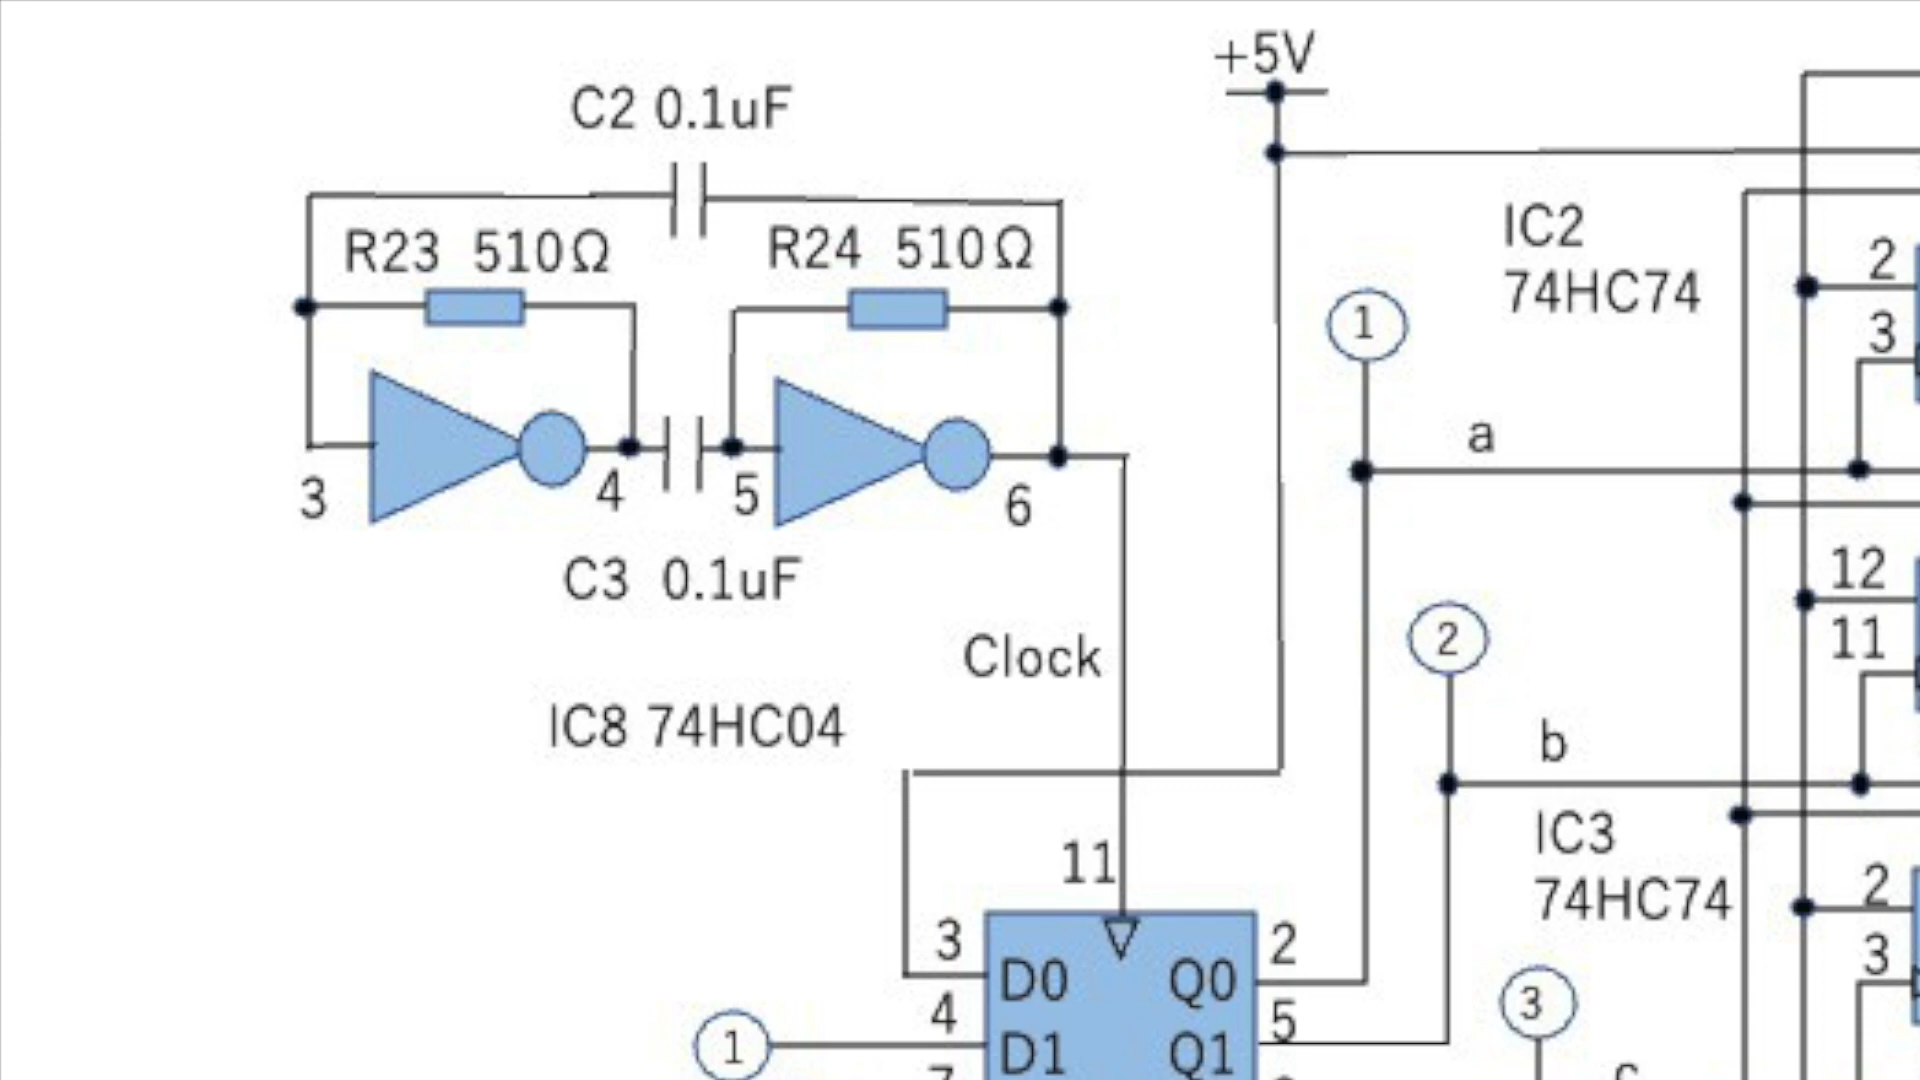 +5V
C2 0.1uF
R23 510Ω
R24 510Ω
IC2
74HC74
2
3
1
a
3
4
5
6
C3 0.1uF
12
11
2
Clock
IC8 74HC04
b
IC3
74HC74
11
2
3
3
D0
Q0
2
4
D1
Q1
5
1
3